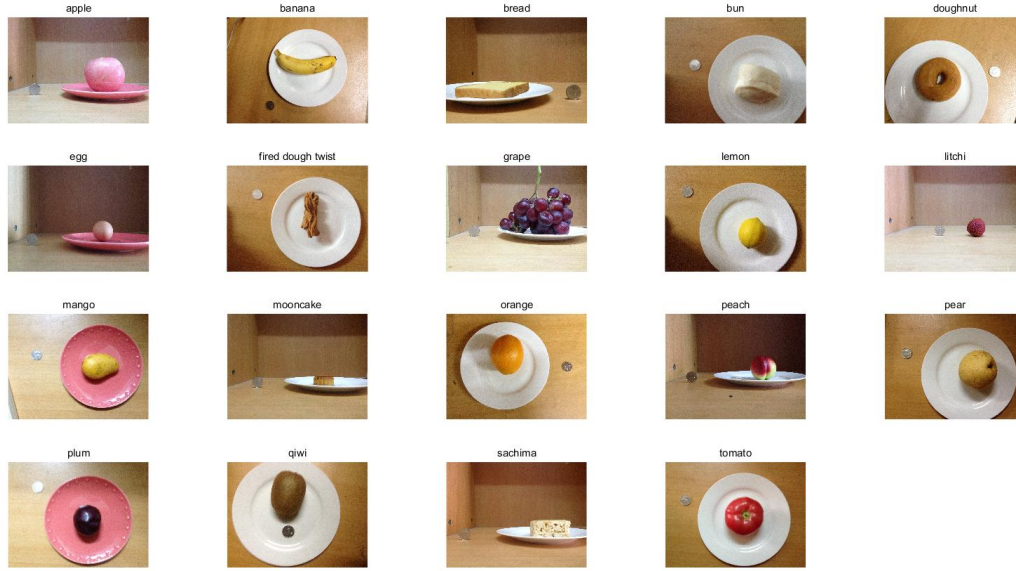 apple
banana
bread
bun
doughnut
egg
fired dough twist
grape
lemon
litchi
mango
mooncake
orange
peach
pear
plum
qiwi
sachima
tomato